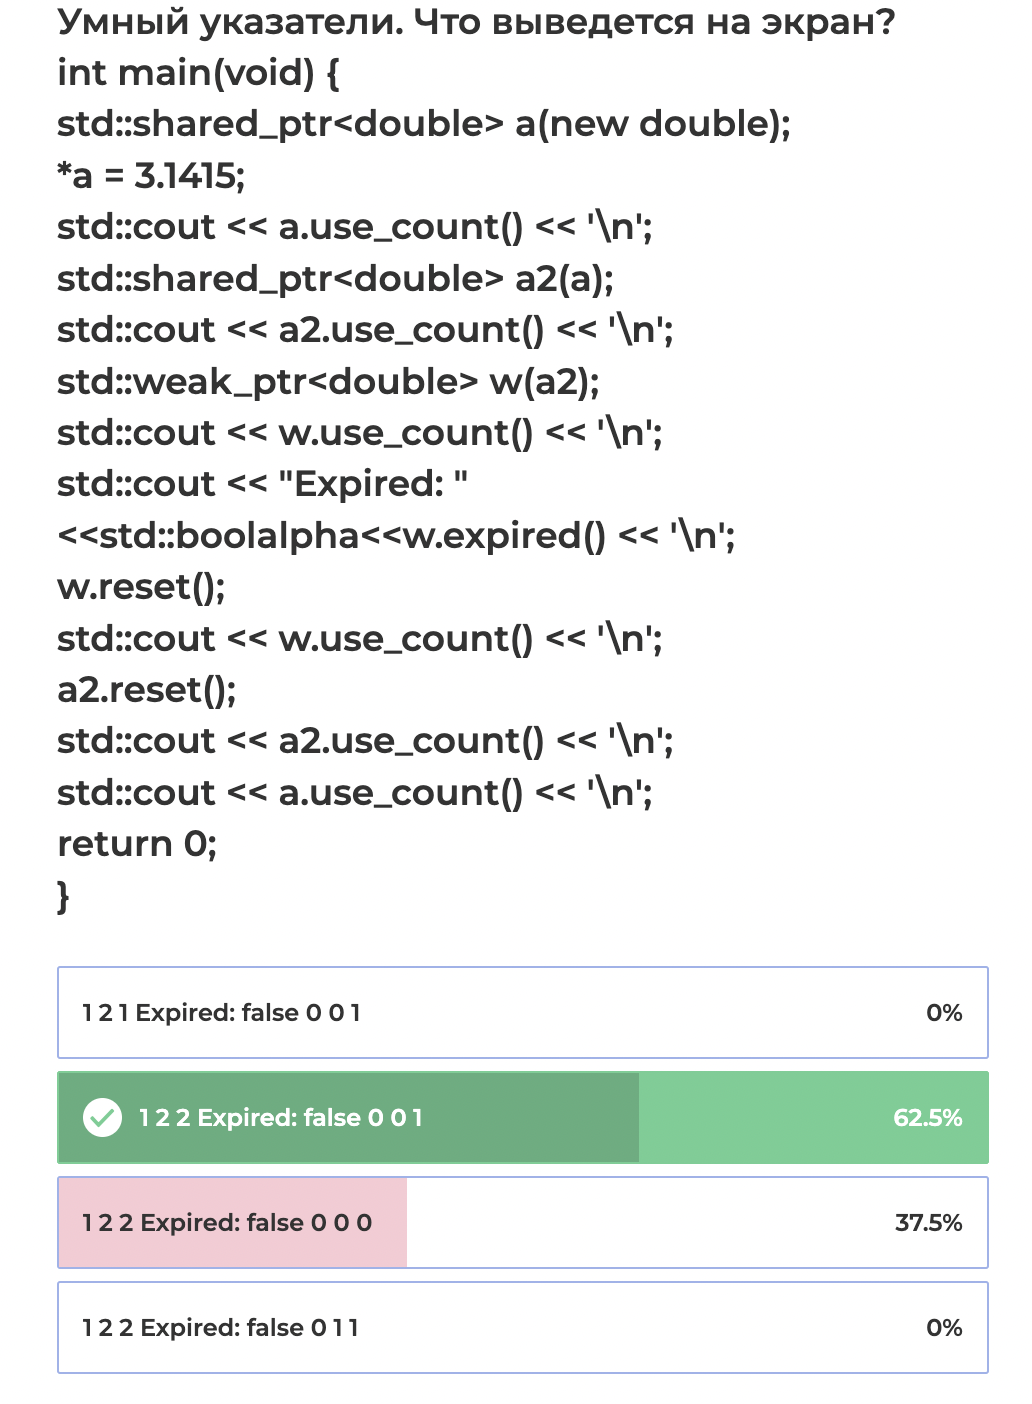 Умный указатели. Что выведется на экран?
int main(void) {
std::shared_ptr<double> a(new double);
*a = 3.1415;
std::cout << a.use_count() << '\n';
std::shared_ptr<double> a2(a);
std::cout << a2.use_count() << '\n';
std::weak_ptr<double> w(a2);
std::cout << w.use_count() << '\n';
std::cout << "Expired: "
<<std::boolalpha<<w.expired() << '\n';
w.reset();
std::cout << w.use_count() << '\n';
a2.reset();
std::cout << a2.use_count() << '\n';
std::cout << a.use_count() << '\n';
return 0;
}
1 2 1 Expired: false 0 0 1 0%
1 2 2 Expired: false 0 0 1 62.5%
1 2 2 Expired: false 0 0 0 37.5%
1 2 2 Expired: false 0 1 1 0%